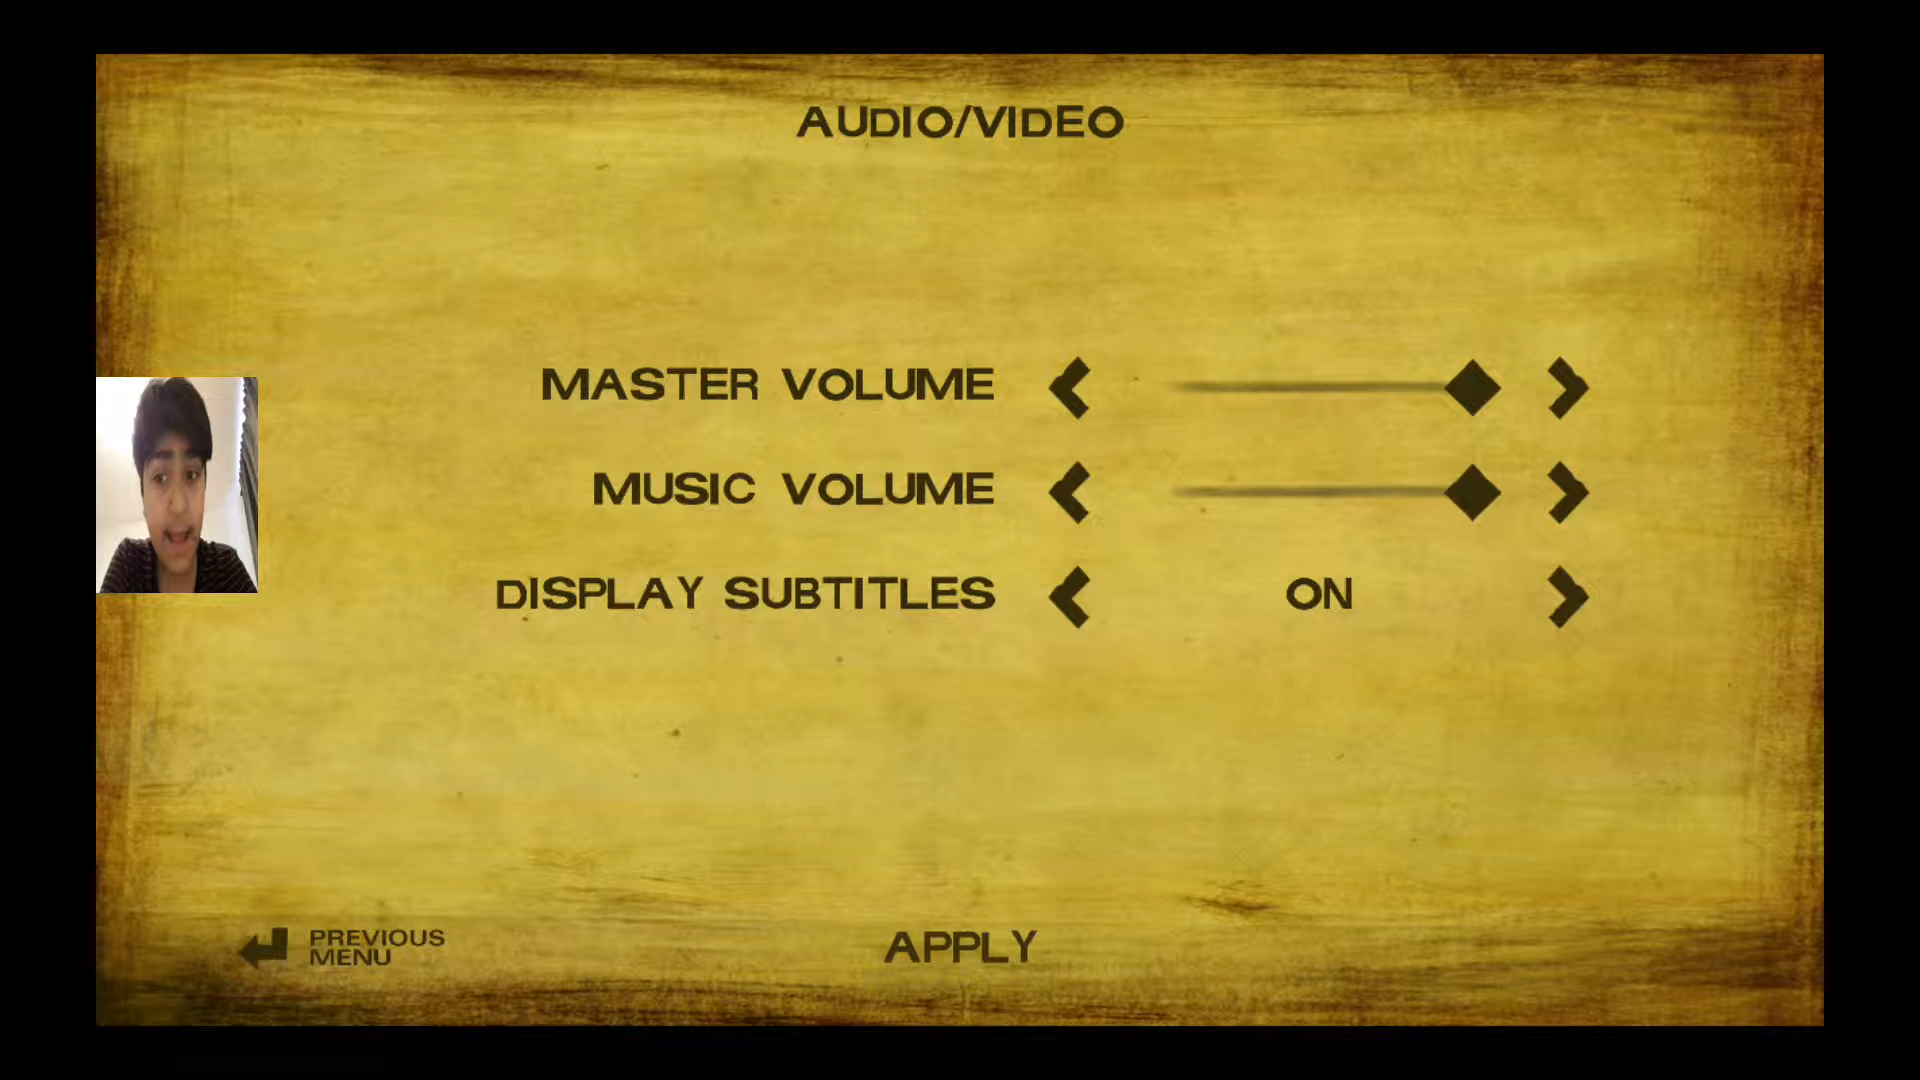 AUDIO/VIDEO
MASTER VOLUME
MUSIC VOLUME
DISPLAY SUBTITLES ON
PREVIOUS
MENU
APPLY